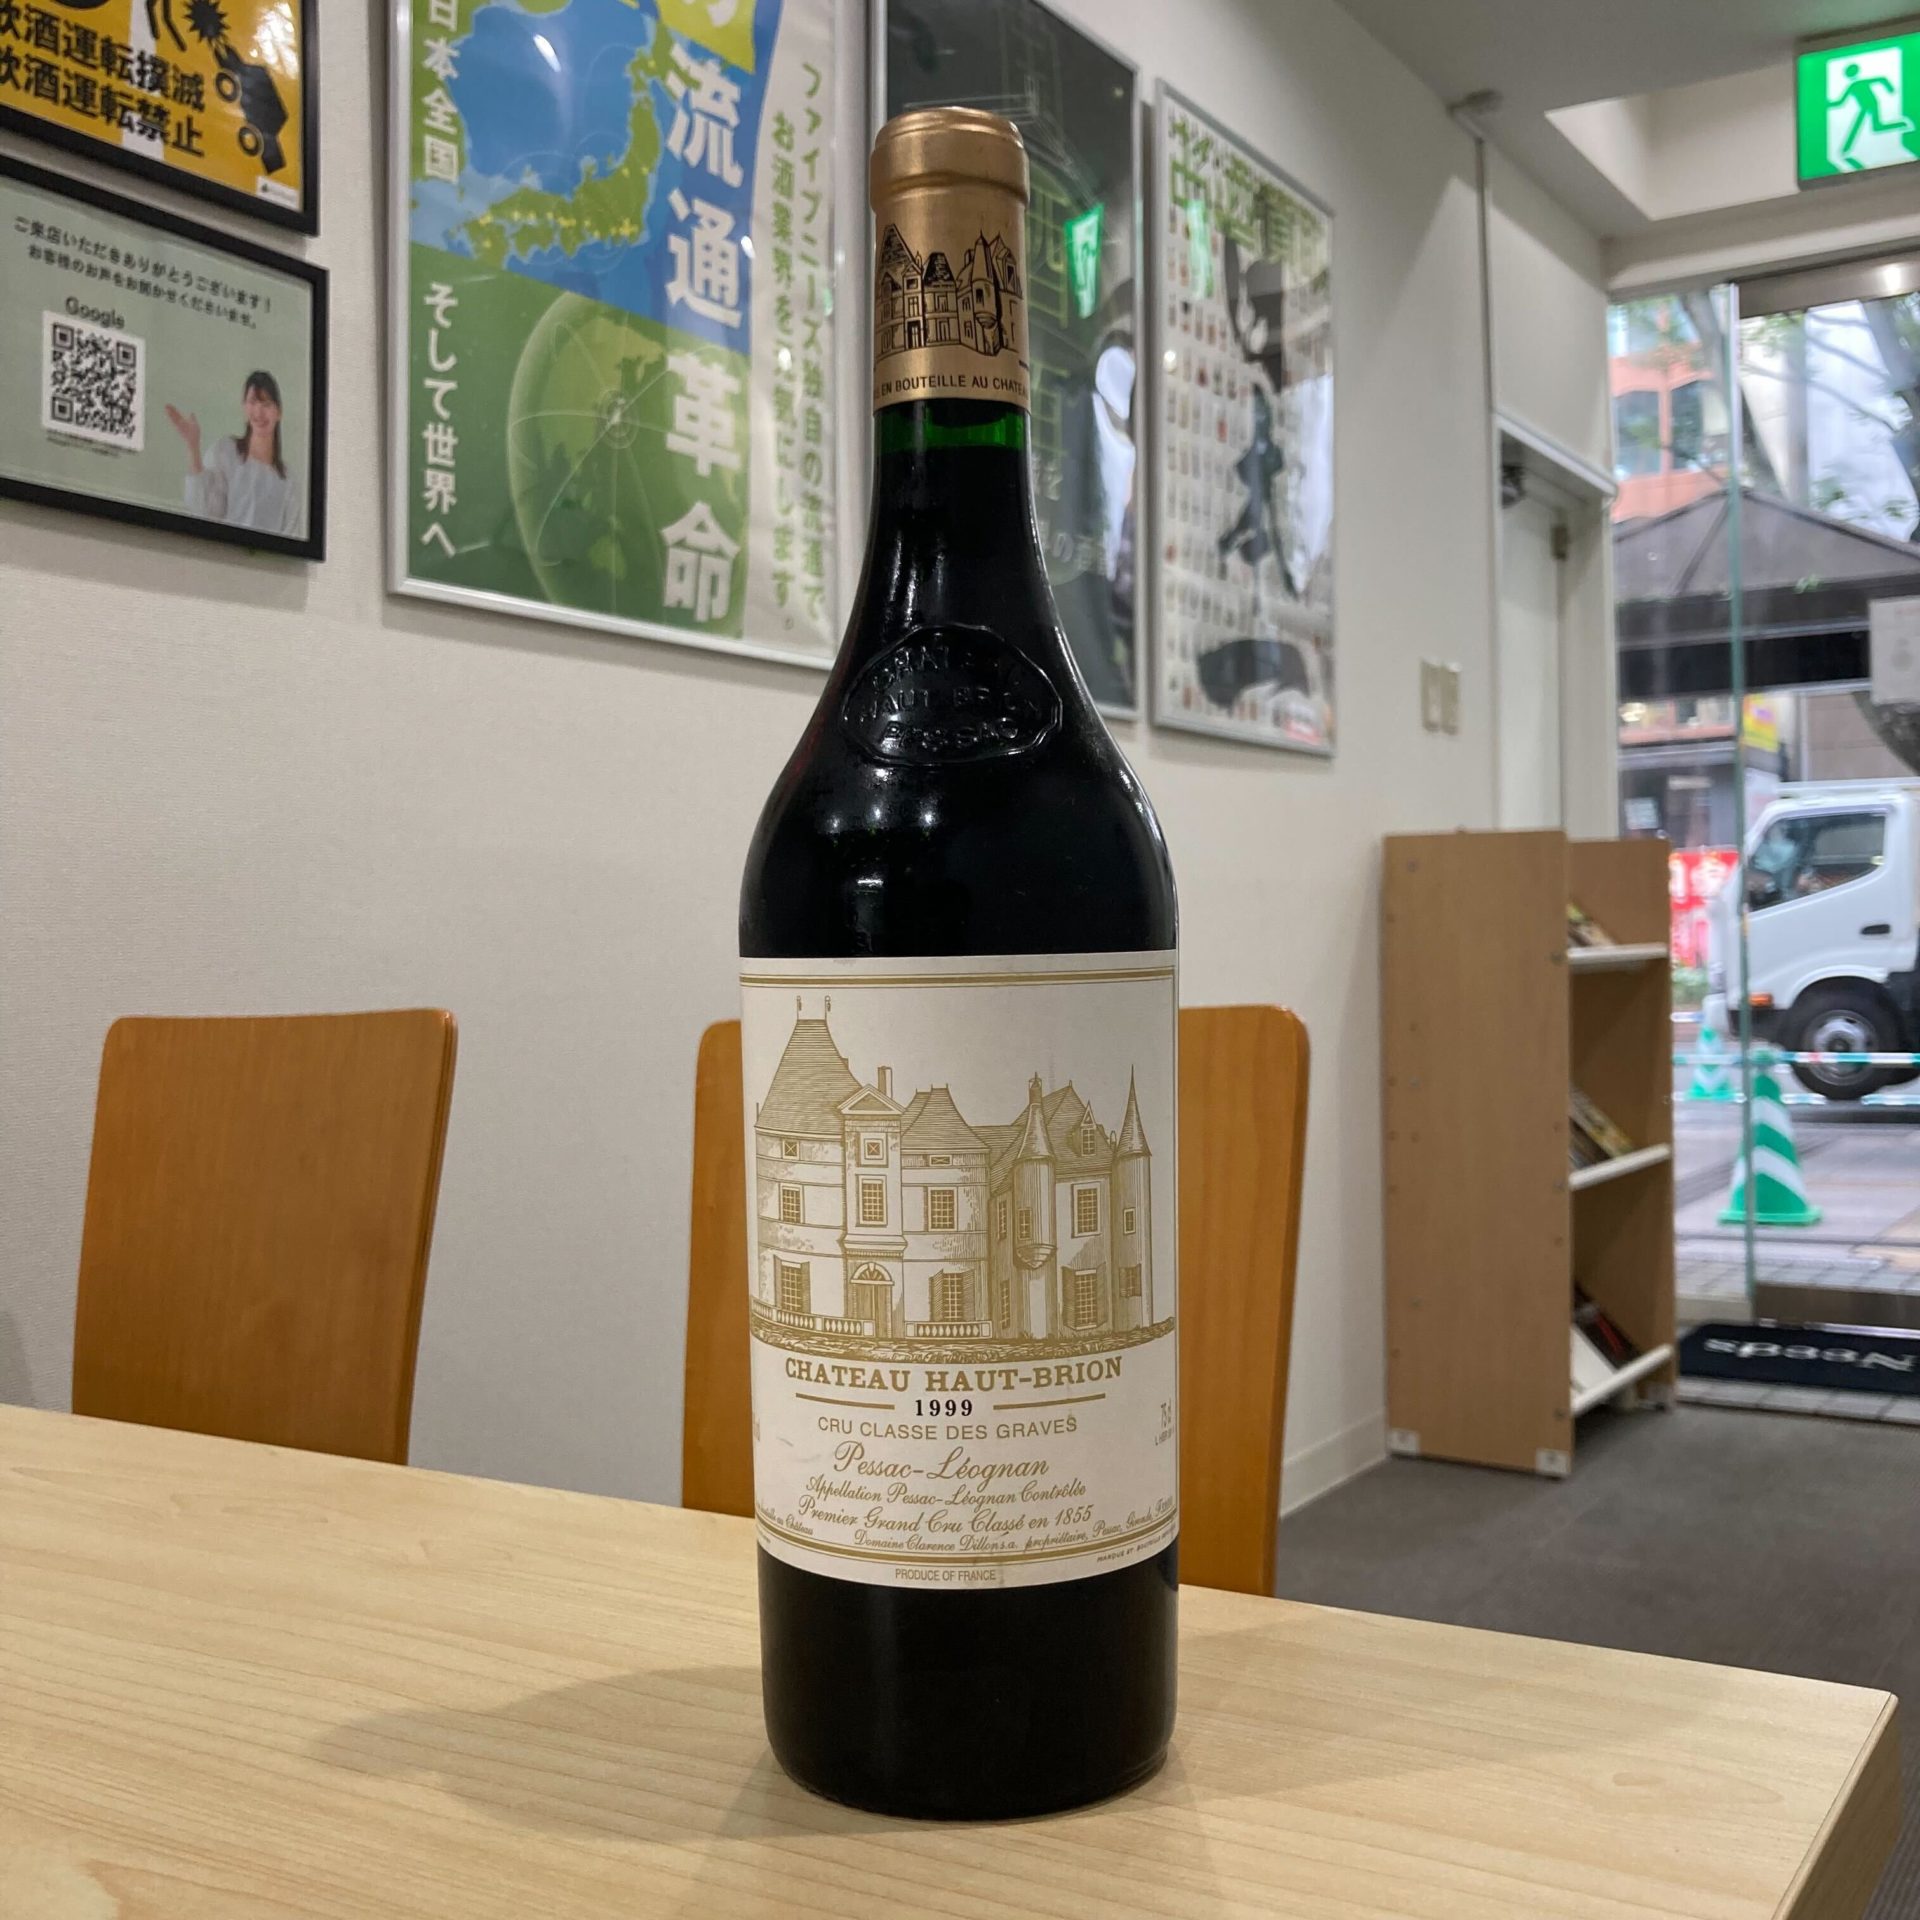 飲酒運転撲滅
飲酒運転禁止
ご来店いただきありがとうございます！
お客様のお声をお聞かせくださいませ。
Google
日本全国
そして世界へ
流通革命
ファイブニーズ独自の流通で
お酒業界を元気にします。
EN BOUTEILLE AU CHATEAU
CHATEAU
HAUT BRION
PESSAC
CHATEAU HAUT-BRION
1999
CRU CLASSE DES GRAVES
75 cl
Pessac-Léognan
Appellation Pessac-Léognan Contrôlée
Premier Grand Cru Classé en 1855
Domaine Clarence Dillon s.a. propriétaire, Pessac, Gironde, France
PRODUCE OF FRANCE
Needs